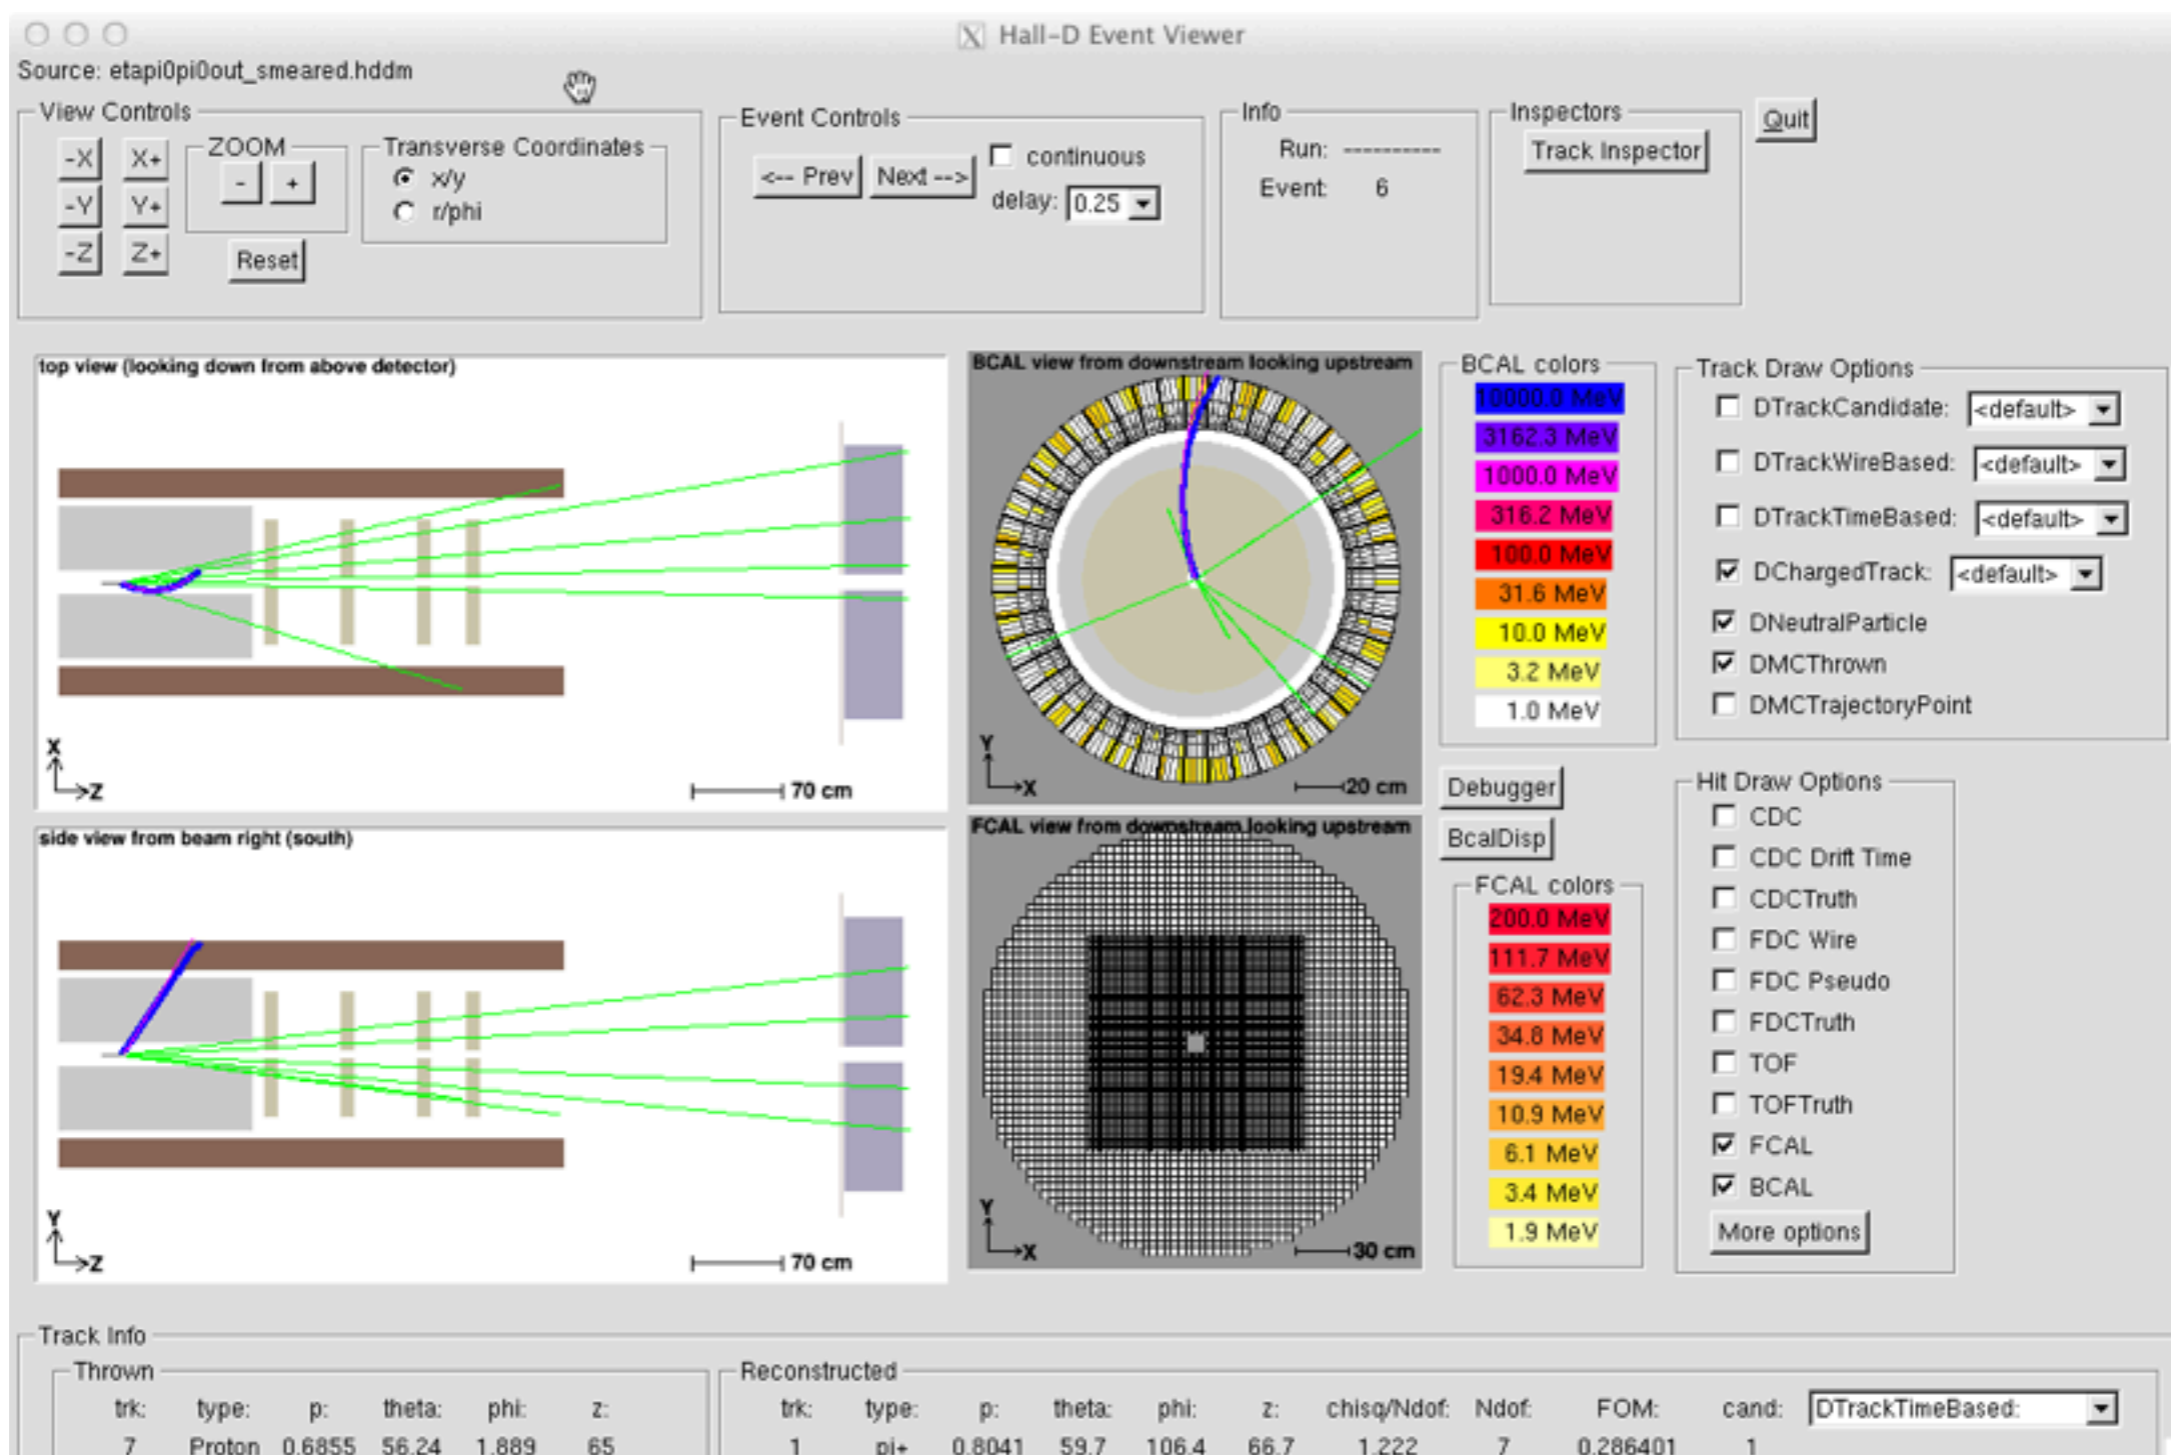 Hall-D Event Viewer
Source: etapi0pi0out_smeared.hddm
View Controls
-X X+
-Y Y+
-Z Z+
ZOOM
- +
Reset
Transverse Coordinates
x/y
r/phi
Event Controls
<-- Prev Next -->
continuous
delay: 0.25
Info
Run: ----------
Event: 6
Inspectors
Track Inspector
Quit
top view (looking down from above detector)
X
Z
70 cm
BCAL view from downstream looking upstream
Y
X
20 cm
BCAL colors
10000.0 MeV
3162.3 MeV
1000.0 MeV
316.2 MeV
100.0 MeV
31.6 MeV
10.0 MeV
3.2 MeV
1.0 MeV
Track Draw Options
DTrackCandidate: <default>
DTrackWireBased: <default>
DTrackTimeBased: <default>
DChargedTrack: <default>
DNeutralParticle
DMCThrown
DMCTrajectoryPoint
side view from beam right (south)
Y
Z
70 cm
FCAL view from downstream looking upstream
Y
X
30 cm
Debugger
BcalDisp
FCAL colors
200.0 MeV
111.7 MeV
62.3 MeV
34.8 MeV
19.4 MeV
10.9 MeV
6.1 MeV
3.4 MeV
1.9 MeV
Hit Draw Options
CDC
CDC Drift Time
CDCTruth
FDC Wire
FDC Pseudo
FDCTruth
TOF
TOFTruth
FCAL
BCAL
More options
Track Info
Thrown
trk: type: p: theta: phi: z:
7 Proton 0.6855 56.24 1.889 65
Reconstructed
trk: type: p: theta: phi: z: chisq/Ndof: Ndof: FOM: cand: DTrackTimeBased:
1 pi+ 0.8041 59.7 106.4 66.7 1.222 7 0.286401 1